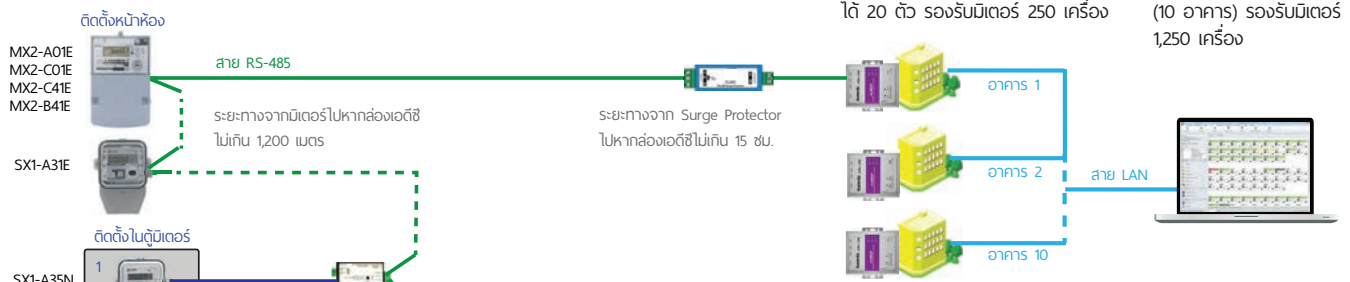 ได้ 20 ตัว รองรับมิเตอร์ 250 เครื่อง
(10 อาคาร) รองรับมิเตอร์
1,250 เครื่อง
ติดตั้งหน้าห้อง
MX2-A01E
MX2-C01E
MX2-C41E
MX2-B41E
สาย RS-485
ระยะทางจากมิเตอร์ไปหากล่องเอดีซี
ไม่เกิน 1,200 เมตร
ระยะทางจาก Surge Protector
ไปหากล่องเอดีซีไม่เกิน 15 ซม.
อาคาร 1
SX1-A31E
อาคาร 2
สาย LAN
ติดตั้งในตู้มิเตอร์
อาคาร 10
1
SX1-A35N